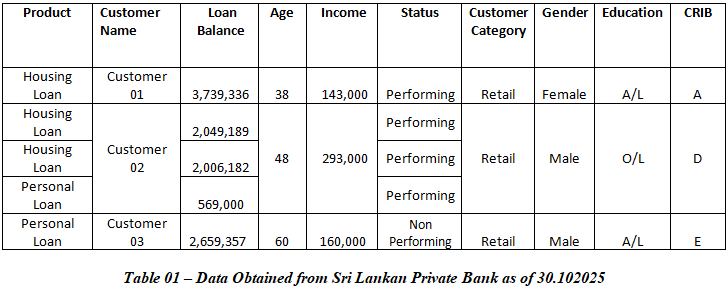 Product Customer Name Loan Balance Age Income Status Customer Category Gender Education CRIB
Housing Loan Customer 01 3,739,336 38 143,000 Performing Retail Female A/L A
Housing Loan 2,049,189 Performing
Housing Loan Customer 02 2,006,182 48 293,000 Performing Retail Male O/L D
Personal Loan 569,000 Performing
Personal Loan Customer 03 2,659,357 60 160,000 Non Performing Retail Male A/L E
Table 01 – Data Obtained from Sri Lankan Private Bank as of 30.102025